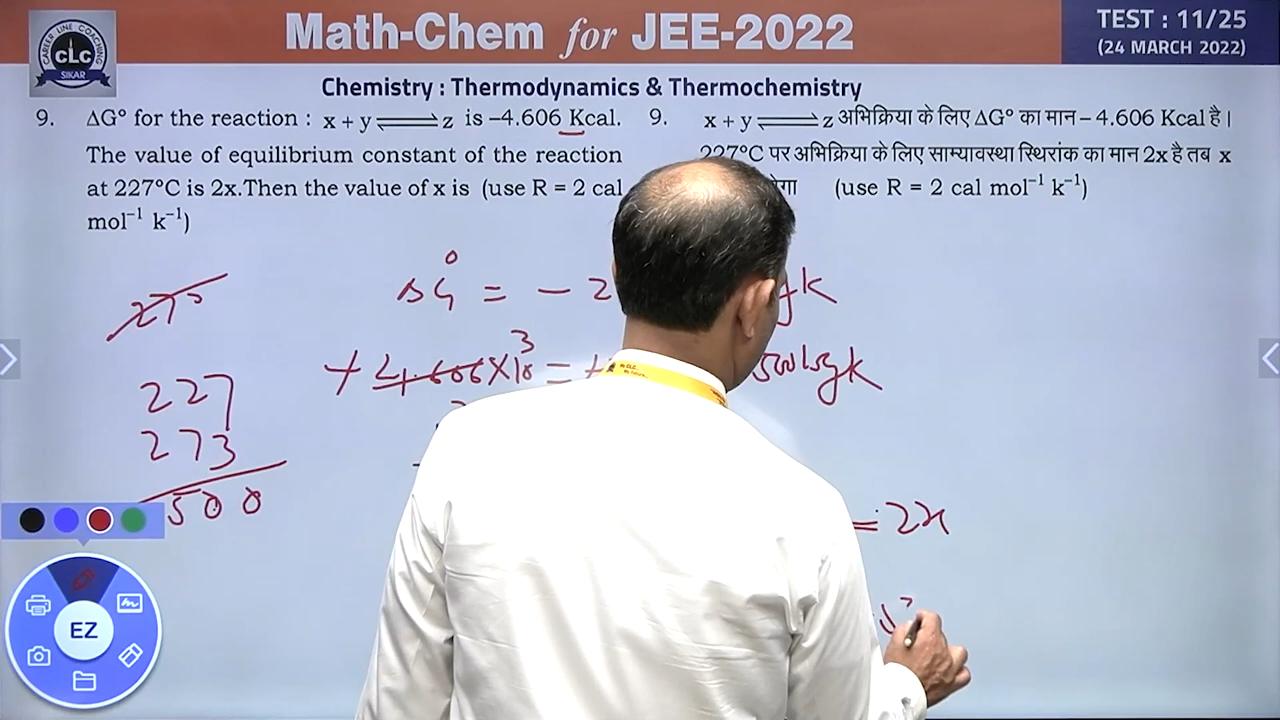 CAREER LINE COACHING
CLC
SIKAR
Math-Chem for JEE-2022
TEST : 11/25
(24 MARCH 2022)
Chemistry : Thermodynamics & Thermochemistry
9. ΔG° for the reaction : x + y ⇌ z is –4.606 Kcal.
The value of equilibrium constant of the reaction
at 227°C is 2x.Then the value of x is (use R = 2 cal
mol⁻¹ k⁻¹)
9. x + y ⇌ z अभिक्रिया के लिए ΔG° का मान – 4.606 Kcal है।
227°C पर अभिक्रिया के लिए साम्यावस्था स्थिरांक का मान 2x है तब x
(use R = 2 cal mol⁻¹ k⁻¹)
ΔG° = – 2
4.606×10³ =
227
273
500
= 2x
EZ